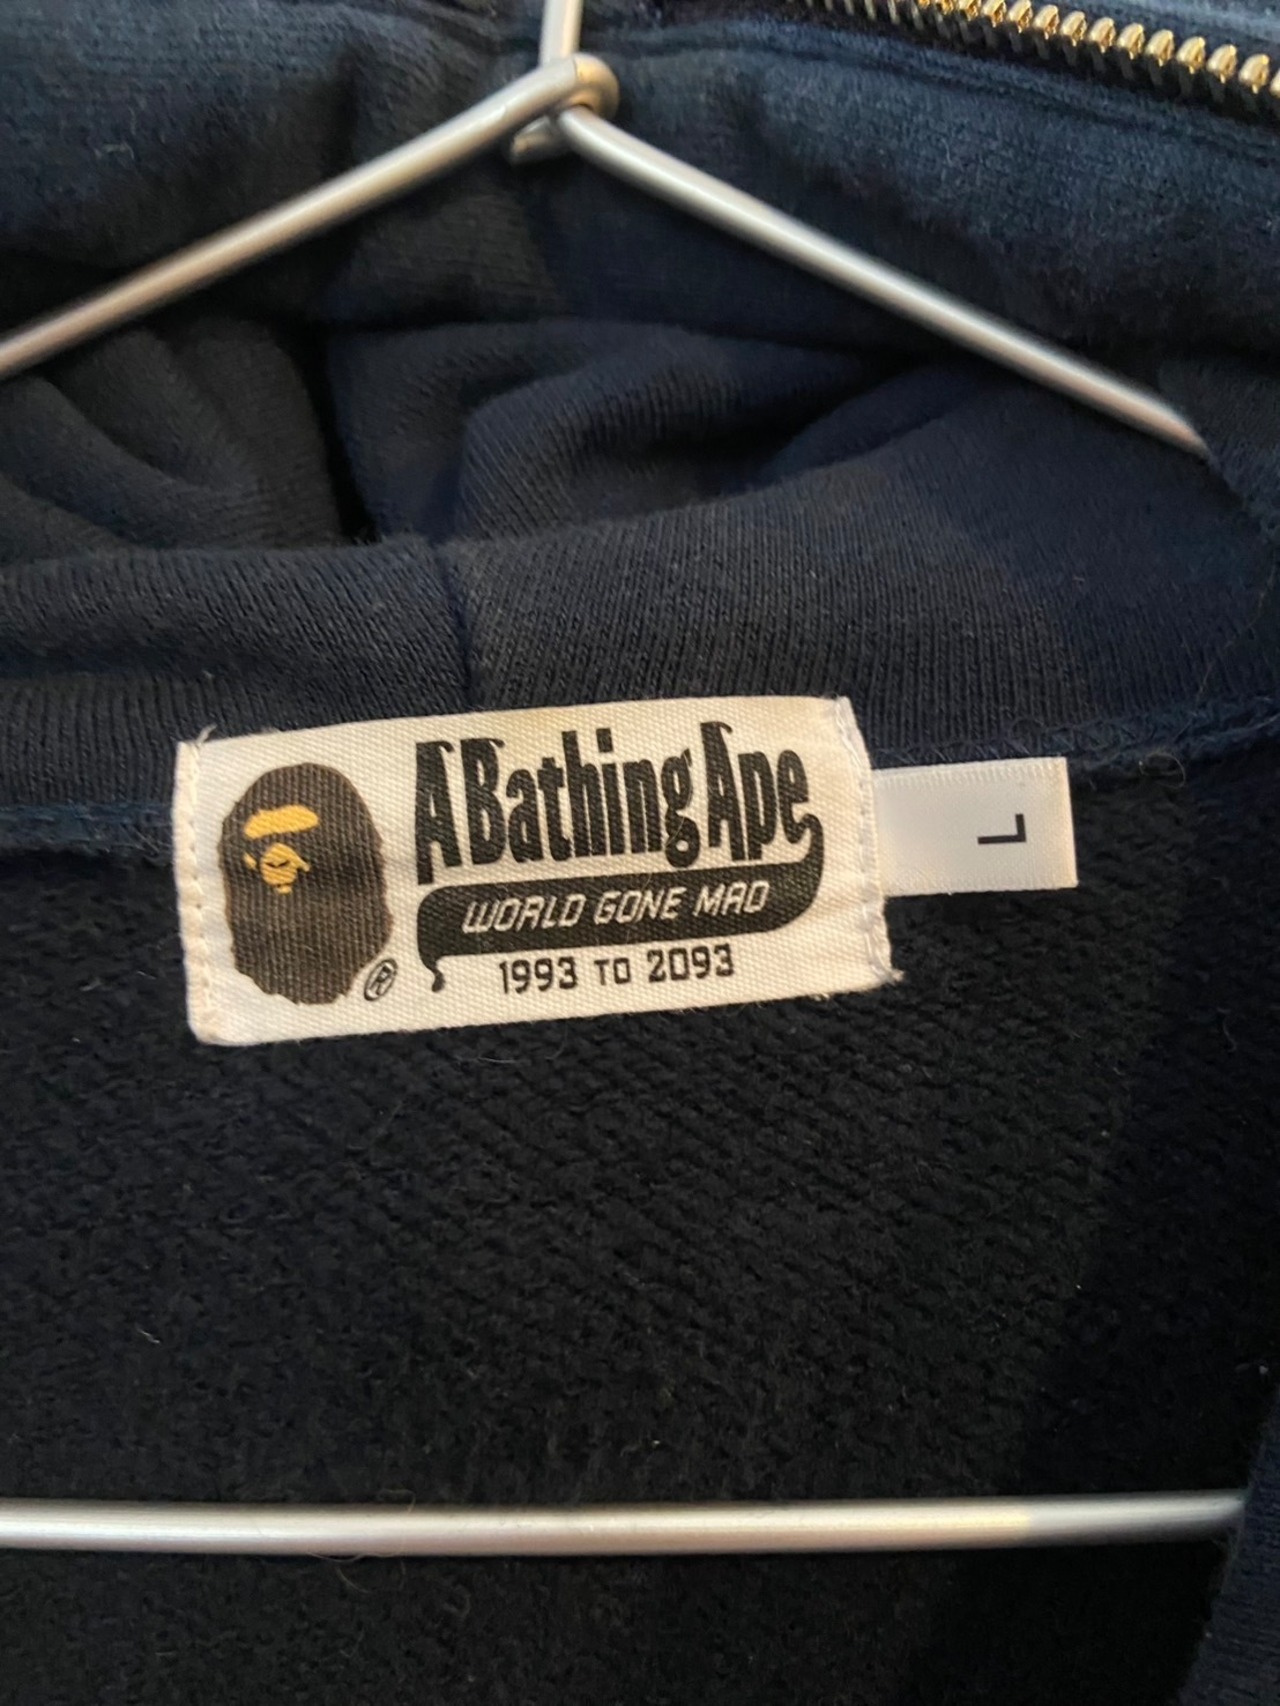 A Bathing Ape
WORLD GONE MAD
1993 TO 2093
®
L